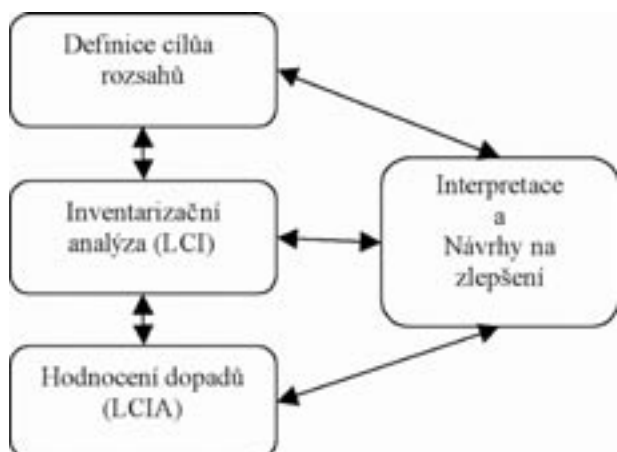 Definice cílůa
rozsahů
Inventarizační
analýza (LCI)
Hodnocení dopadů
(LCIA)
Interpretace
a
Návrhy na
zlepšení